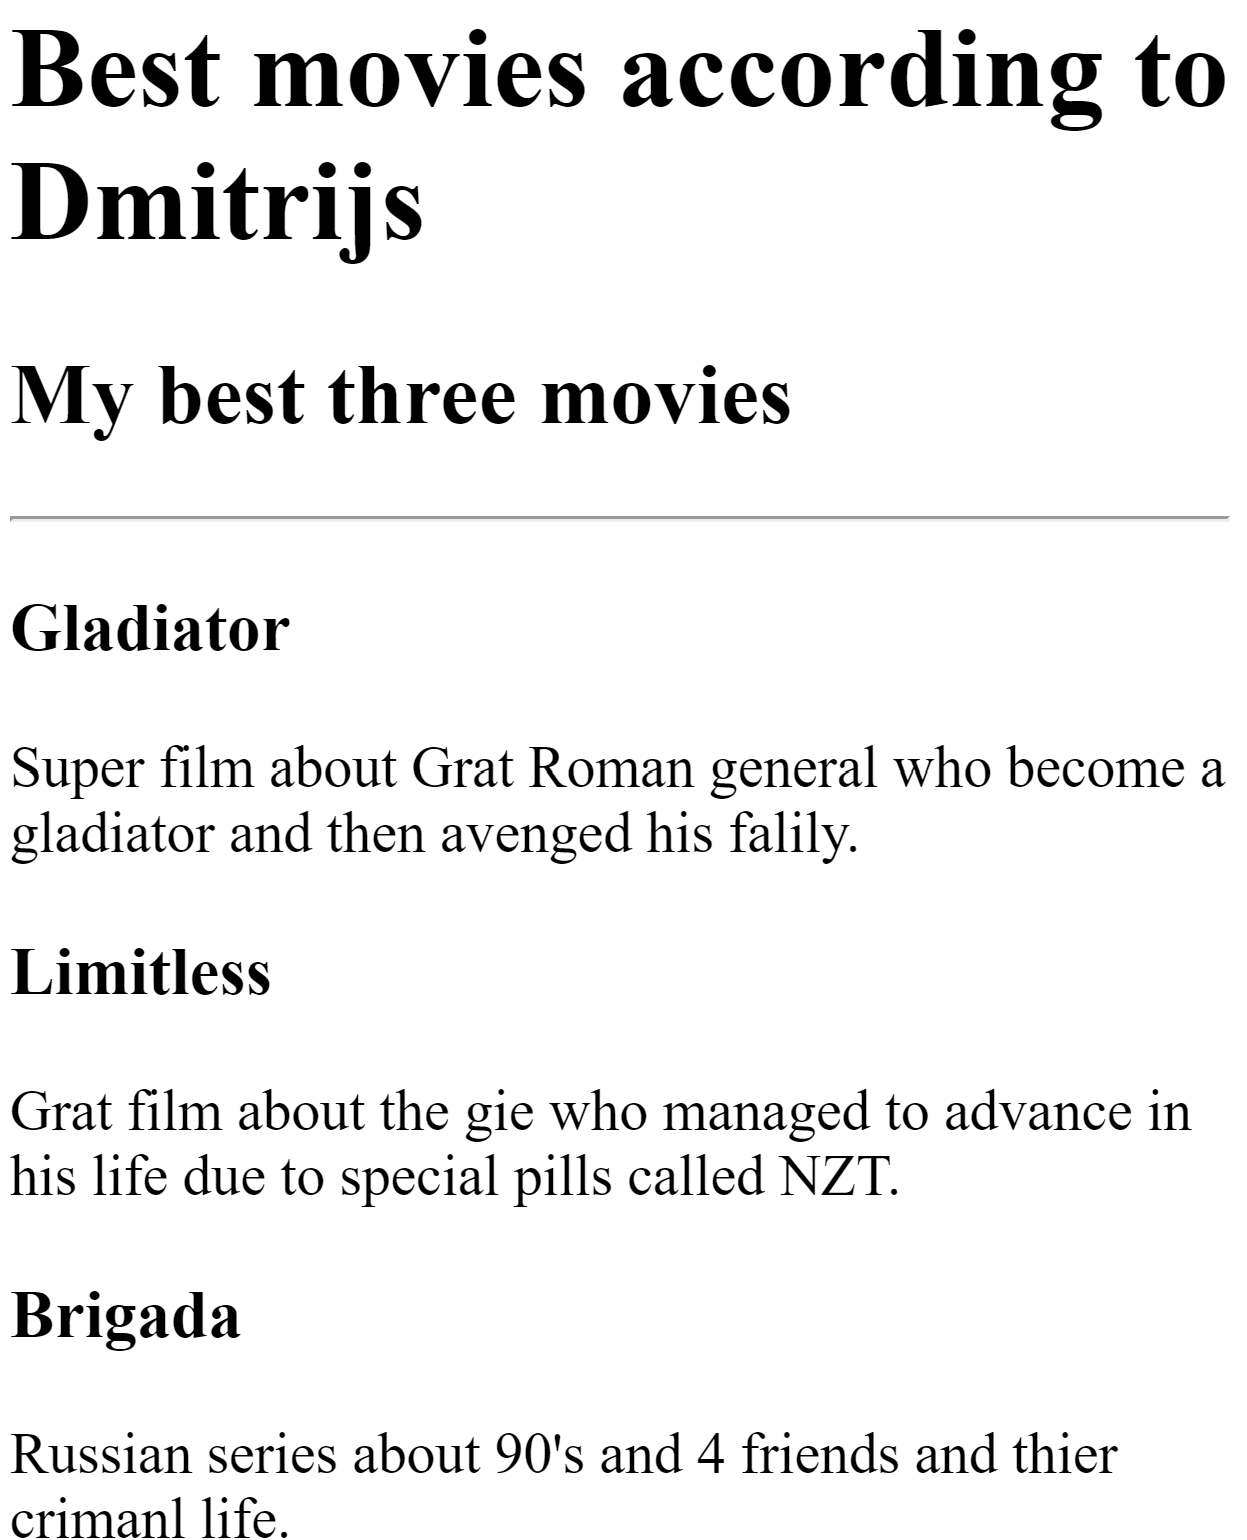 Best movies according to
Dmitrijs
My best three movies
Gladiator
Super film about Grat Roman general who become a
gladiator and then avenged his falily.
Limitless
Grat film about the gie who managed to advance in
his life due to special pills called NZT.
Brigada
Russian series about 90's and 4 friends and thier
crimanl life.